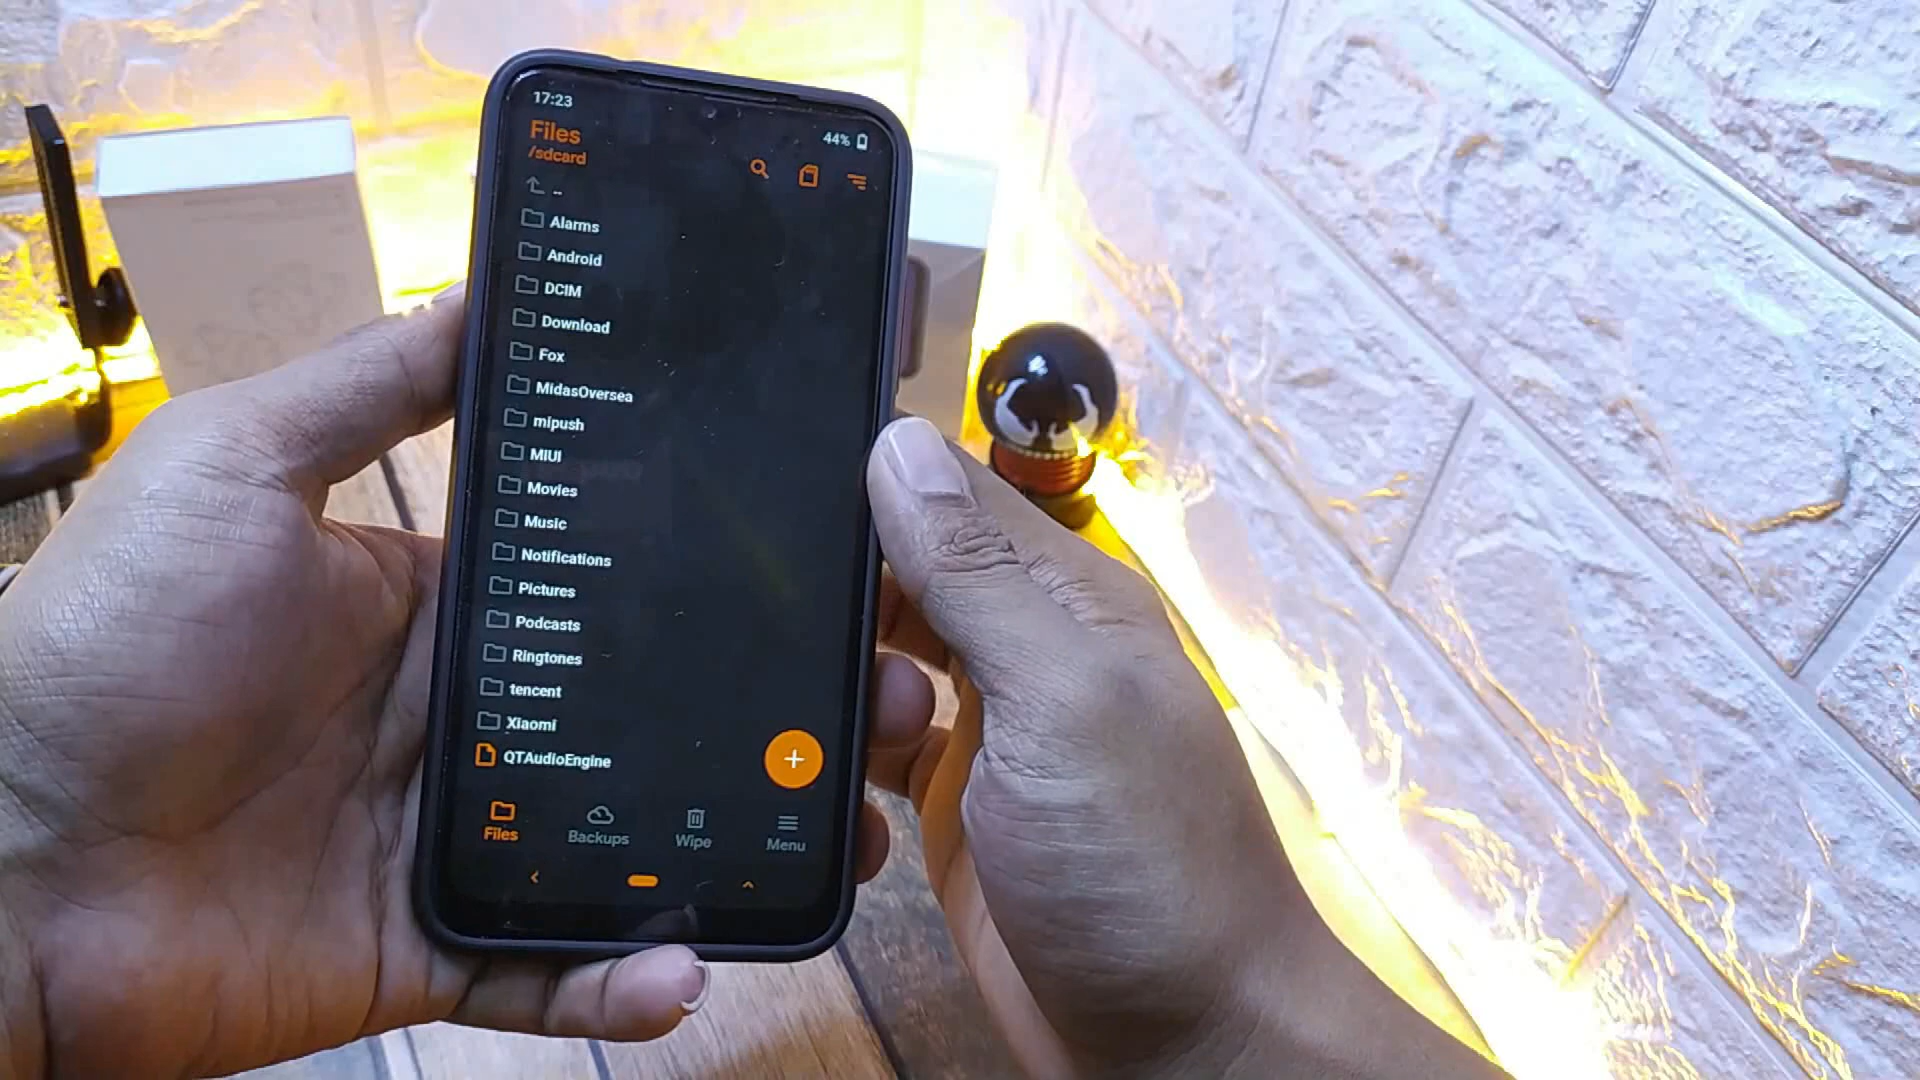 17:23
44%
Files
/sdcard
..
Alarms
Android
DCIM
Download
Fox
MidasOversea
mipush
MIUI
Movies
Music
Notifications
Pictures
Podcasts
Ringtones
tencent
Xiaomi
QTAudioEngine
Files
Backups
Wipe
Menu